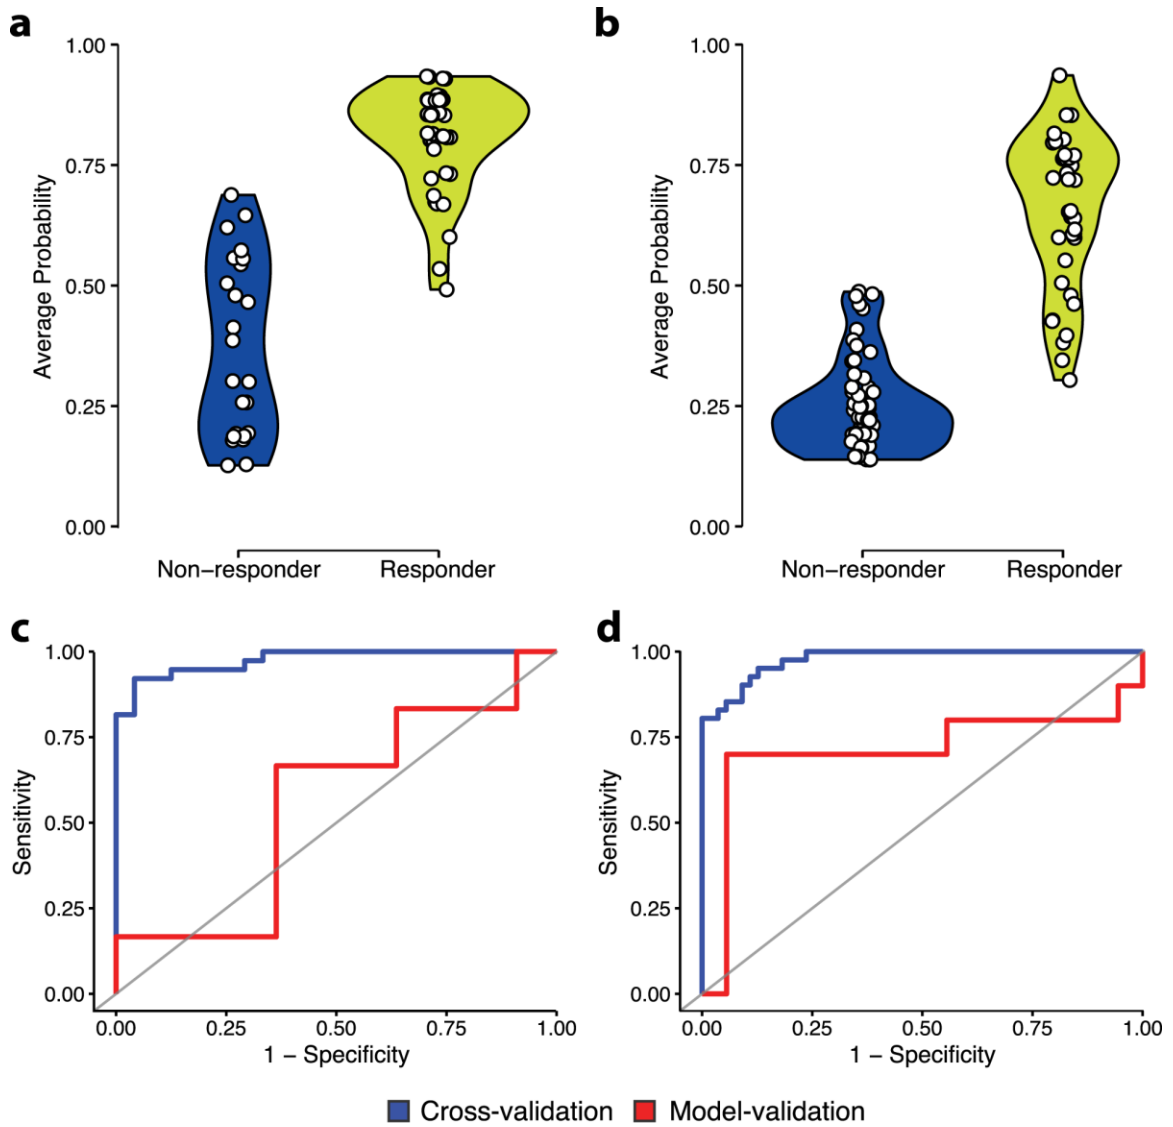 a
1.00
0.75
0.50
0.25
0.00
Average Probability
Non-responder
Responder
b
1.00
0.75
0.50
0.25
0.00
Average Probability
Non-responder
Responder
c
1.00
0.75
0.50
0.25
0.00
Sensitivity
0.00 0.25 0.50 0.75 1.00
1 - Specificity
d
1.00
0.75
0.50
0.25
0.00
Sensitivity
0.00 0.25 0.50 0.75 1.00
1 - Specificity
Cross-validation
Model-validation